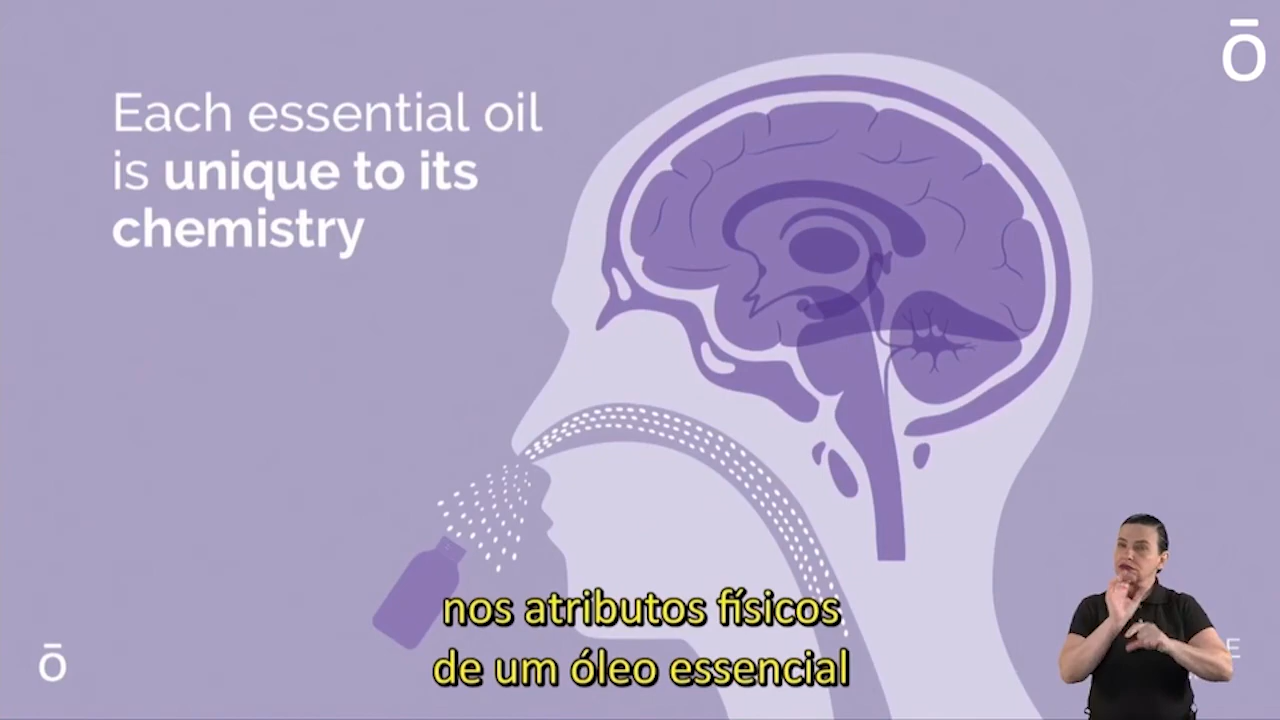 ō
Each essential oil
is unique to its
chemistry
nos atributos físicos
de um óleo essencial
ō
E